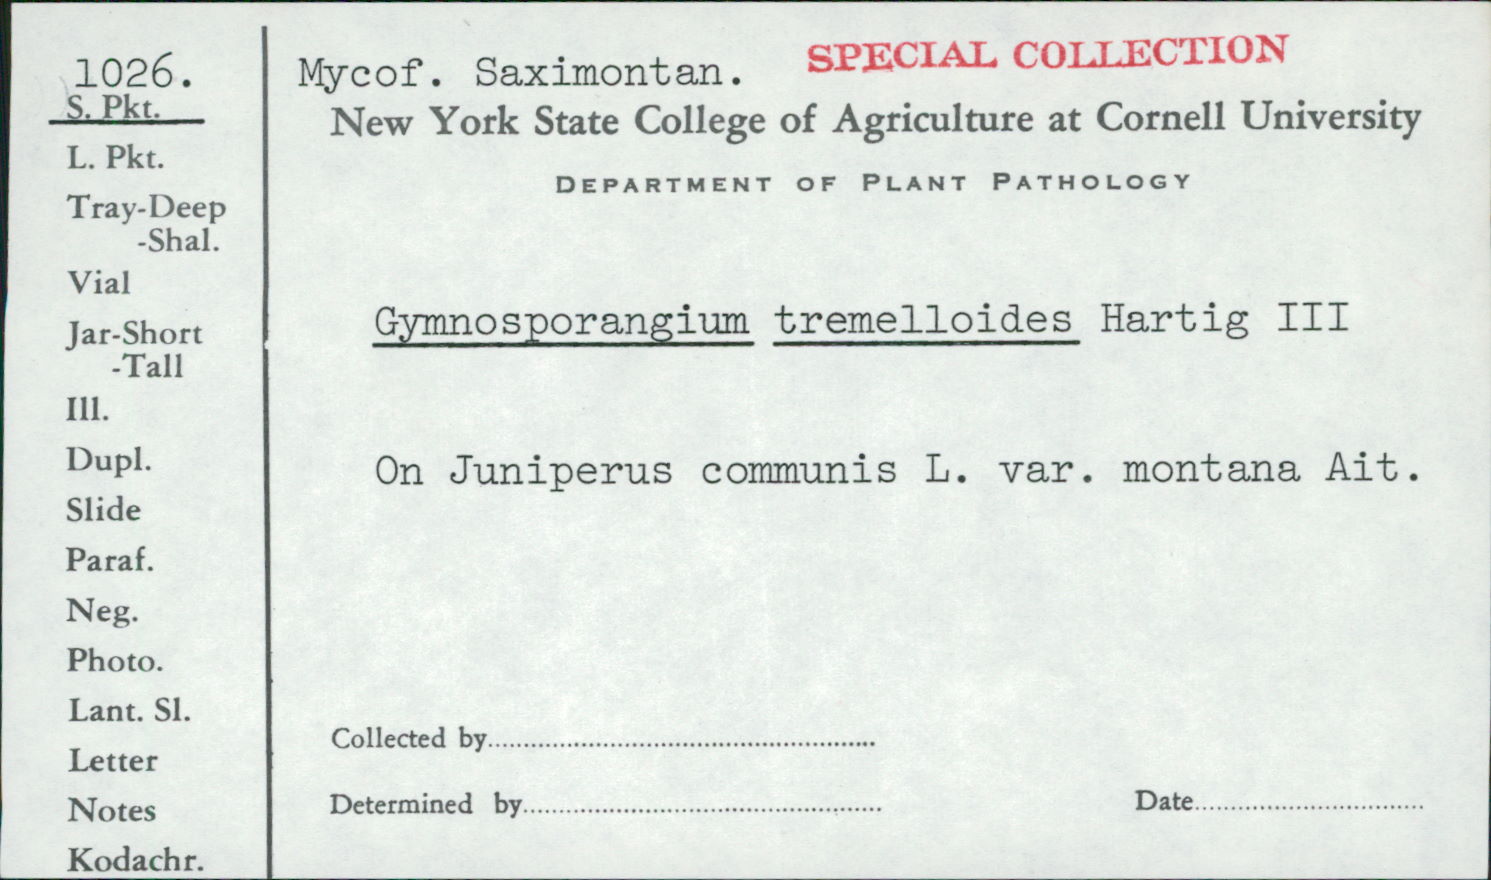 1026.
S. Pkt.
L. Pkt.
Tray-Deep
-Shal.
Vial
Jar-Short
-Tall
Ill.
Dupl.
Slide
Paraf.
Neg.
Photo.
Lant. Sl.
Letter
Notes
Kodachr.
Mycof. Saximontan.
SPECIAL COLLECTION
New York State College of Agriculture at Cornell University
DEPARTMENT OF PLANT PATHOLOGY
Gymnosporangium tremelloides Hartig III
On Juniperus communis L. var. montana Ait.
Collected by
Determined by
Date